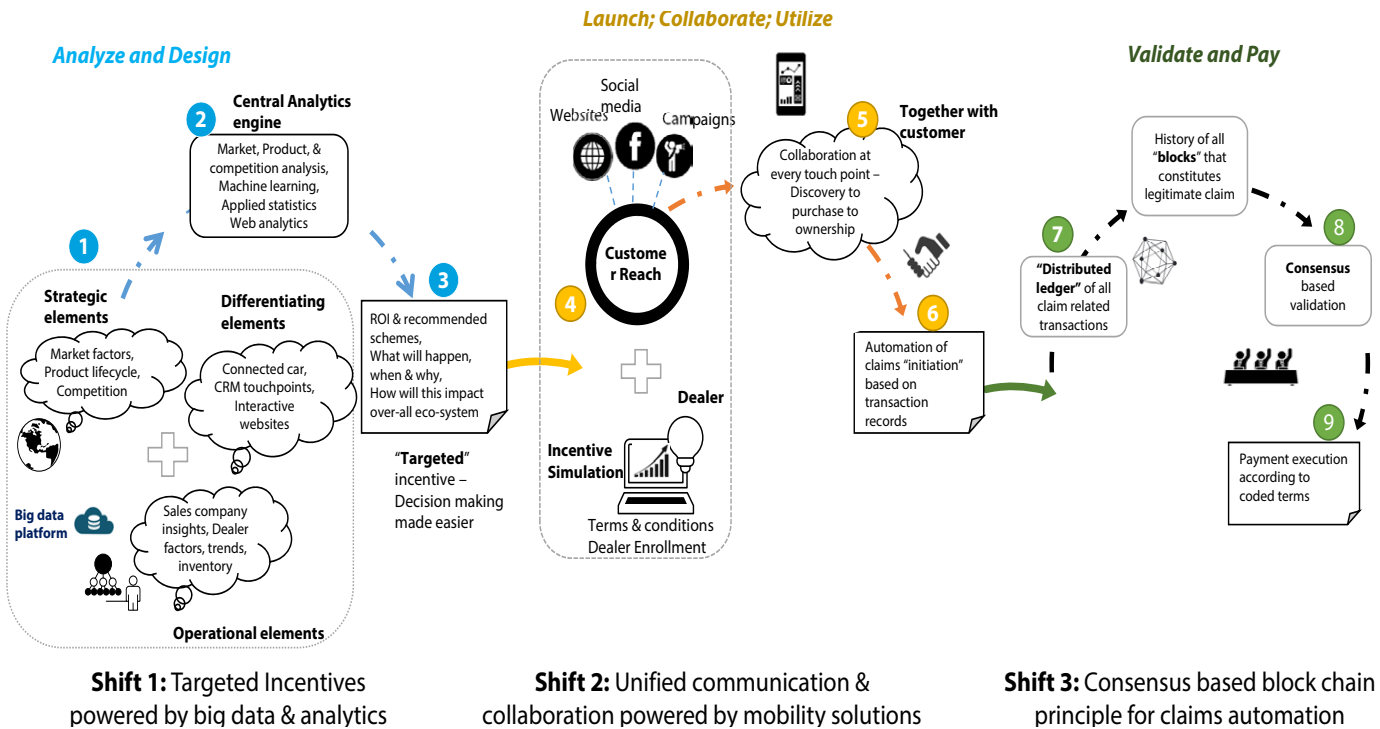 Launch; Collaborate; Utilize
Analyze and Design
Validate and Pay
2
Central Analytics
engine
Market, Product, &
competition analysis,
Machine learning,
Applied statistics
Web analytics
1
Strategic
elements
Market factors,
Product lifecycle,
Competition
Differentiating
elements
Connected car,
CRM touchpoints,
Interactive
websites
Big data
platform
Sales company
insights, Dealer
factors, trends,
inventory
Operational elements
3
ROI & recommended
schemes,
What will happen,
when & why,
How will this impact
over-all eco-system
“Targeted”
incentive –
Decision making
made easier
Social
media
Websites
Campaigns
f
Custome
r Reach
4
Dealer
Incentive
Simulation
Terms & conditions
Dealer Enrollment
5
Together with
customer
Collaboration at
every touch point –
Discovery to
purchase to
ownership
6
Automation of
claims “initiation”
based on
transaction
records
7
“Distributed
ledger” of all
claim related
transactions
History of all
“blocks” that
constitutes
legitimate claim
8
Consensus
based
validation
9
Payment execution
according to
coded terms
Shift 1: Targeted Incentives
powered by big data & analytics
Shift 2: Unified communication &
collaboration powered by mobility solutions
Shift 3: Consensus based block chain
principle for claims automation